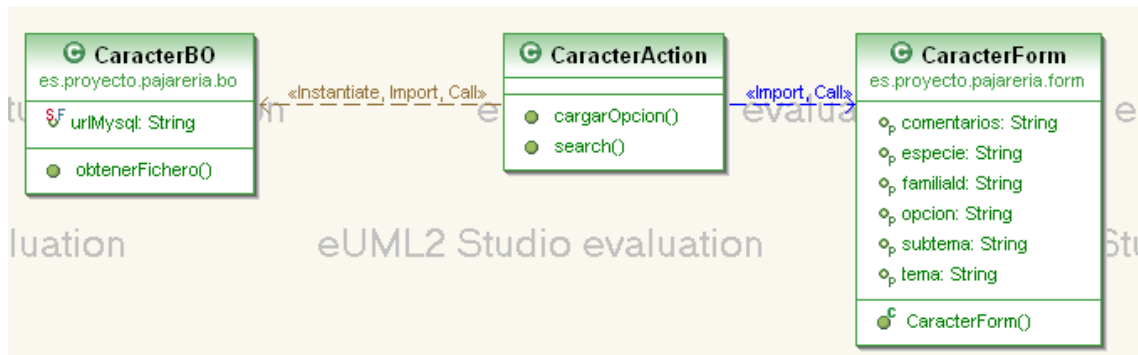 CaracterBO
es.proyecto.pajareria.bo
urlMysql: String
obtenerFichero()
«Instantiate, Import, Call»
CaracterAction
cargarOpcion()
search()
«Import, Call»
CaracterForm
es.proyecto.pajareria.form
comentarios: String
especie: String
familiaId: String
opcion: String
subtema: String
tema: String
CaracterForm()
eUML2 Studio evaluation
luation